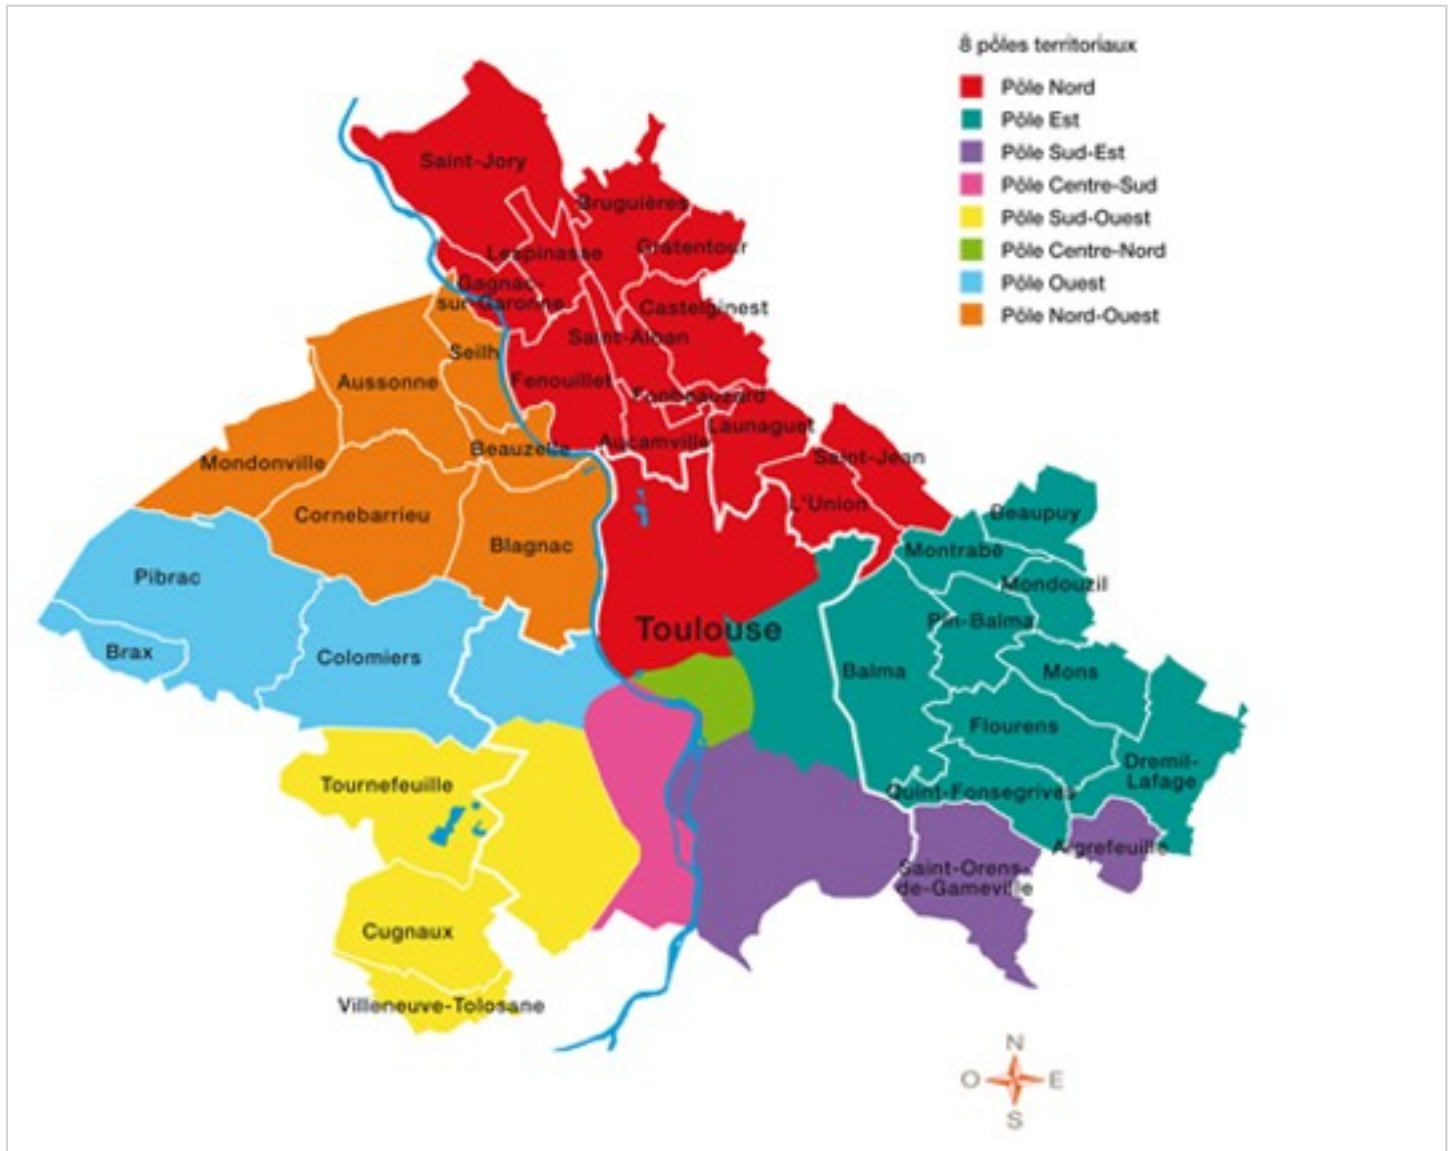 8 pôles territoriaux
Pôle Nord
Pôle Est
Pôle Sud-Est
Pôle Centre-Sud
Pôle Sud-Ouest
Pôle Centre-Nord
Pôle Ouest
Pôle Nord-Ouest
Saint-Jory
Bruguières
Gratentour
Lespinasse
Gagnac-
sur-Garonne
Castelginest
Saint-Alban
Seilh
Aussonne
Fenouillet
Fonbeauzard
Launaguet
Aucamville
Beauzelle
Saint-Jean
Mondonville
L'Union
Cornebarrieu
Beaupuy
Blagnac
Montrabé
Pibrac
Mondouzil
Pin-Balma
Toulouse
Brax
Colomiers
Balma
Mons
Flourens
Dremil-
Lafage
Tournefeuille
Quint-Fonsegrives
Aigrefeuille
Saint-Orens-
de-Gameville
Cugnaux
Villeneuve-Tolosane
N
O
E
S